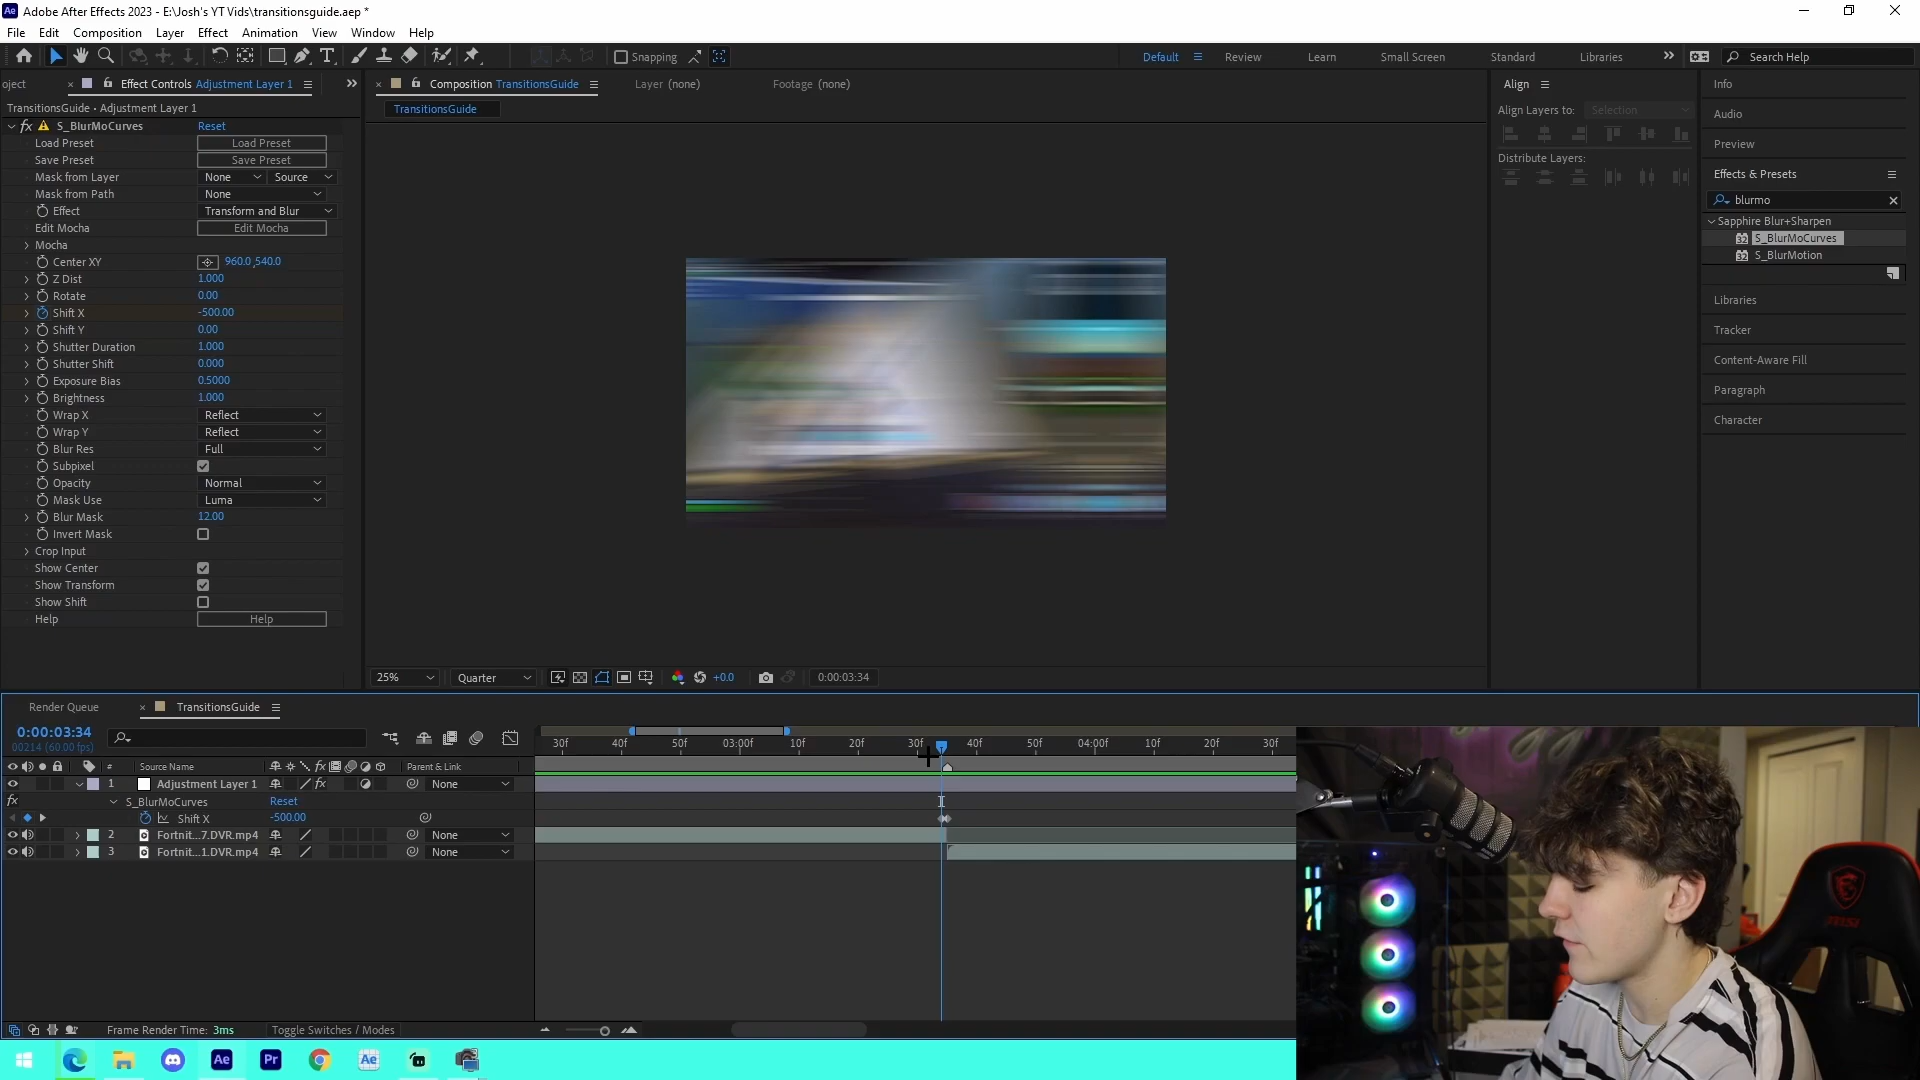 Adobe After Effects 2023 - E:\Josh's YT Vids\transitionsguide.aep *
File Edit Composition Layer Effect Animation View Window Help
Snapping
Default Review Learn Small Screen Standard Libraries Search Help
oject Effect Controls Adjustment Layer 1
TransitionsGuide • Adjustment Layer 1
fx S_BlurMoCurves Reset
Load Preset Load Preset
Save Preset Save Preset
Mask from Layer None Source
Mask from Path None
Effect Transform and Blur
Edit Mocha Edit Mocha
Mocha
Center XY 960.0,540.0
Z Dist 1.000
Rotate 0.00
Shift X -500.00
Shift Y 0.00
Shutter Duration 1.000
Shutter Shift 0.000
Exposure Bias 0.5000
Brightness 1.000
Wrap X Reflect
Wrap Y Reflect
Blur Res Full
Subpixel
Opacity Normal
Mask Use Luma
Blur Mask 12.00
Invert Mask
Crop Input
Show Center
Show Transform
Show Shift
Help Help
Composition TransitionsGuide Layer (none) Footage (none)
TransitionsGuide
25% Quarter +0.0 0:00:03:34
Align
Align Layers to: Selection
Distribute Layers:
Info
Audio
Preview
Effects & Presets
blurmo
Sapphire Blur+Sharpen
S_BlurMoCurves
S_BlurMotion
Libraries
Tracker
Content-Aware Fill
Paragraph
Character
Render Queue TransitionsGuide
0:00:03:34
00214 (60.00 fps)
30f 40f 50f 03:00f 10f 20f 30f 40f 50f 04:00f 10f 20f 30f
# Source Name fx Parent & Link
1 Adjustment Layer 1 fx None
fx S_BlurMoCurves Reset
Shift X -500.00
2 Fortnit...7.DVR.mp4 None
3 Fortnit...1.DVR.mp4 None
Frame Render Time: 3ms Toggle Switches / Modes
Ae Pr Ae